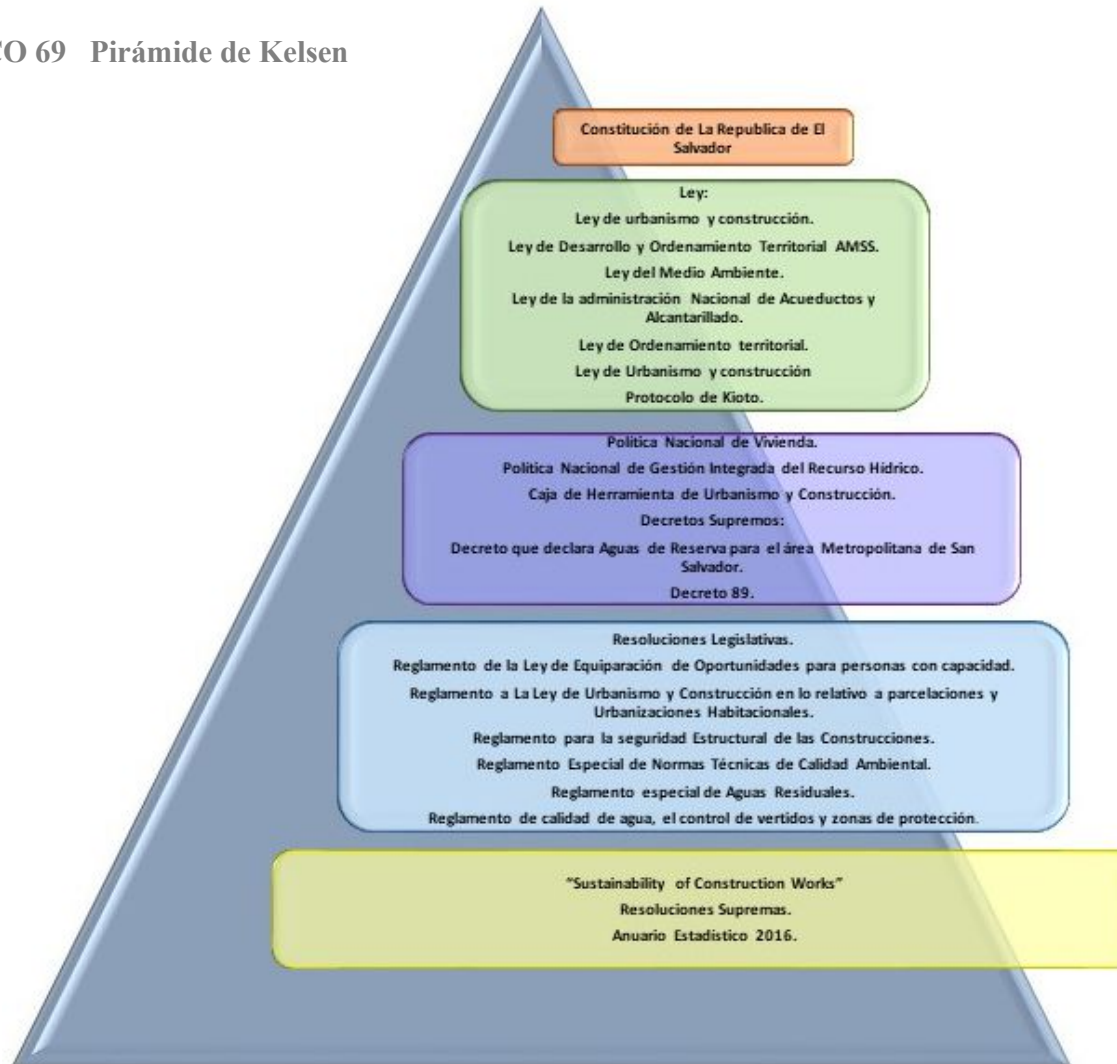 CO 69 Pirámide de Kelsen
Constitución de La Republica de El
Salvador
Ley:
Ley de urbanismo y construcción.
Ley de Desarrollo y Ordenamiento Territorial AMSS.
Ley del Medio Ambiente.
Ley de la administración Nacional de Acueductos y
Alcantarillado.
Ley de Ordenamiento territorial.
Ley de Urbanismo y construcción
Protocolo de Kioto.
Política Nacional de Vivienda.
Política Nacional de Gestión Integrada del Recurso Hídrico.
Caja de Herramienta de Urbanismo y Construcción.
Decretos Supremos:
Decreto que declara Aguas de Reserva para el área Metropolitana de San
Salvador.
Decreto 89.
Resoluciones Legislativas.
Reglamento de la Ley de Equiparación de Oportunidades para personas con capacidad.
Reglamento a La Ley de Urbanismo y Construcción en lo relativo a parcelaciones y
Urbanizaciones Habitacionales.
Reglamento para la seguridad Estructural de las Construcciones.
Reglamento Especial de Normas Técnicas de Calidad Ambiental.
Reglamento especial de Aguas Residuales.
Reglamento de calidad de agua, el control de vertidos y zonas de protección.
"Sustainability of Construction Works"
Resoluciones Supremas.
Anuario Estadístico 2016.